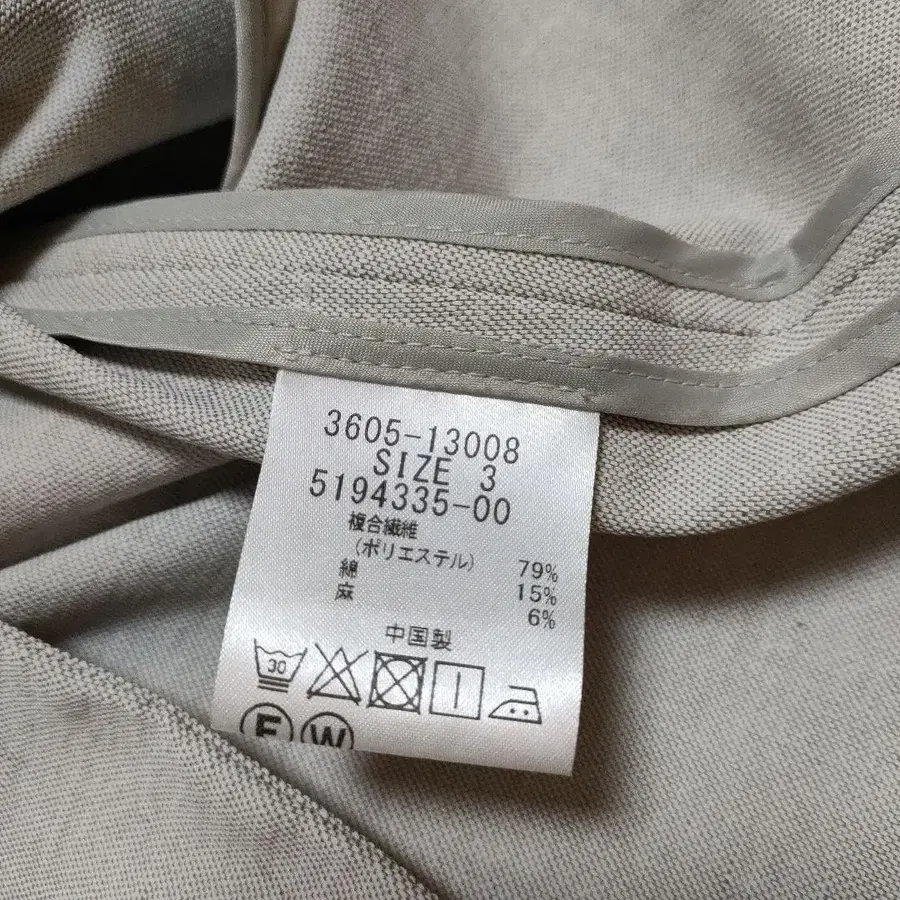 3605-13008
SIZE 3
5194335-00
複合繊維
(ポリエステル) 79%
綿 15%
麻 6%
中国製
30
F W